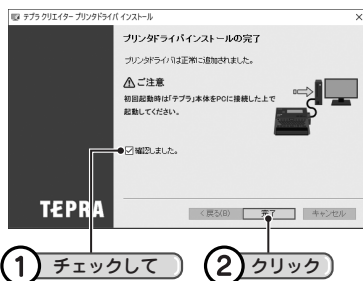 テプラ クリエイター プリンタドライバ インストール
プリンタドライバインストールの完了
プリンタドライバは正常に追加されました。
ご注意
初回起動時は「テプラ」本体をPCに接続した上で
起動してください。
確認しました。
TEPRA
< 戻る(B)
完了
キャンセル
1 チェックして
2 クリック